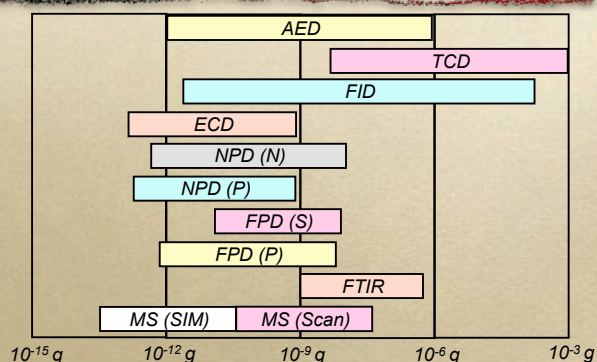 AED
TCD
FID
ECD
NPD (N)
NPD (P)
FPD (S)
FPD (P)
FTIR
MS (SIM) MS (Scan)
10-15 g 10-12 g 10-9 g 10-6 g 10-3 g